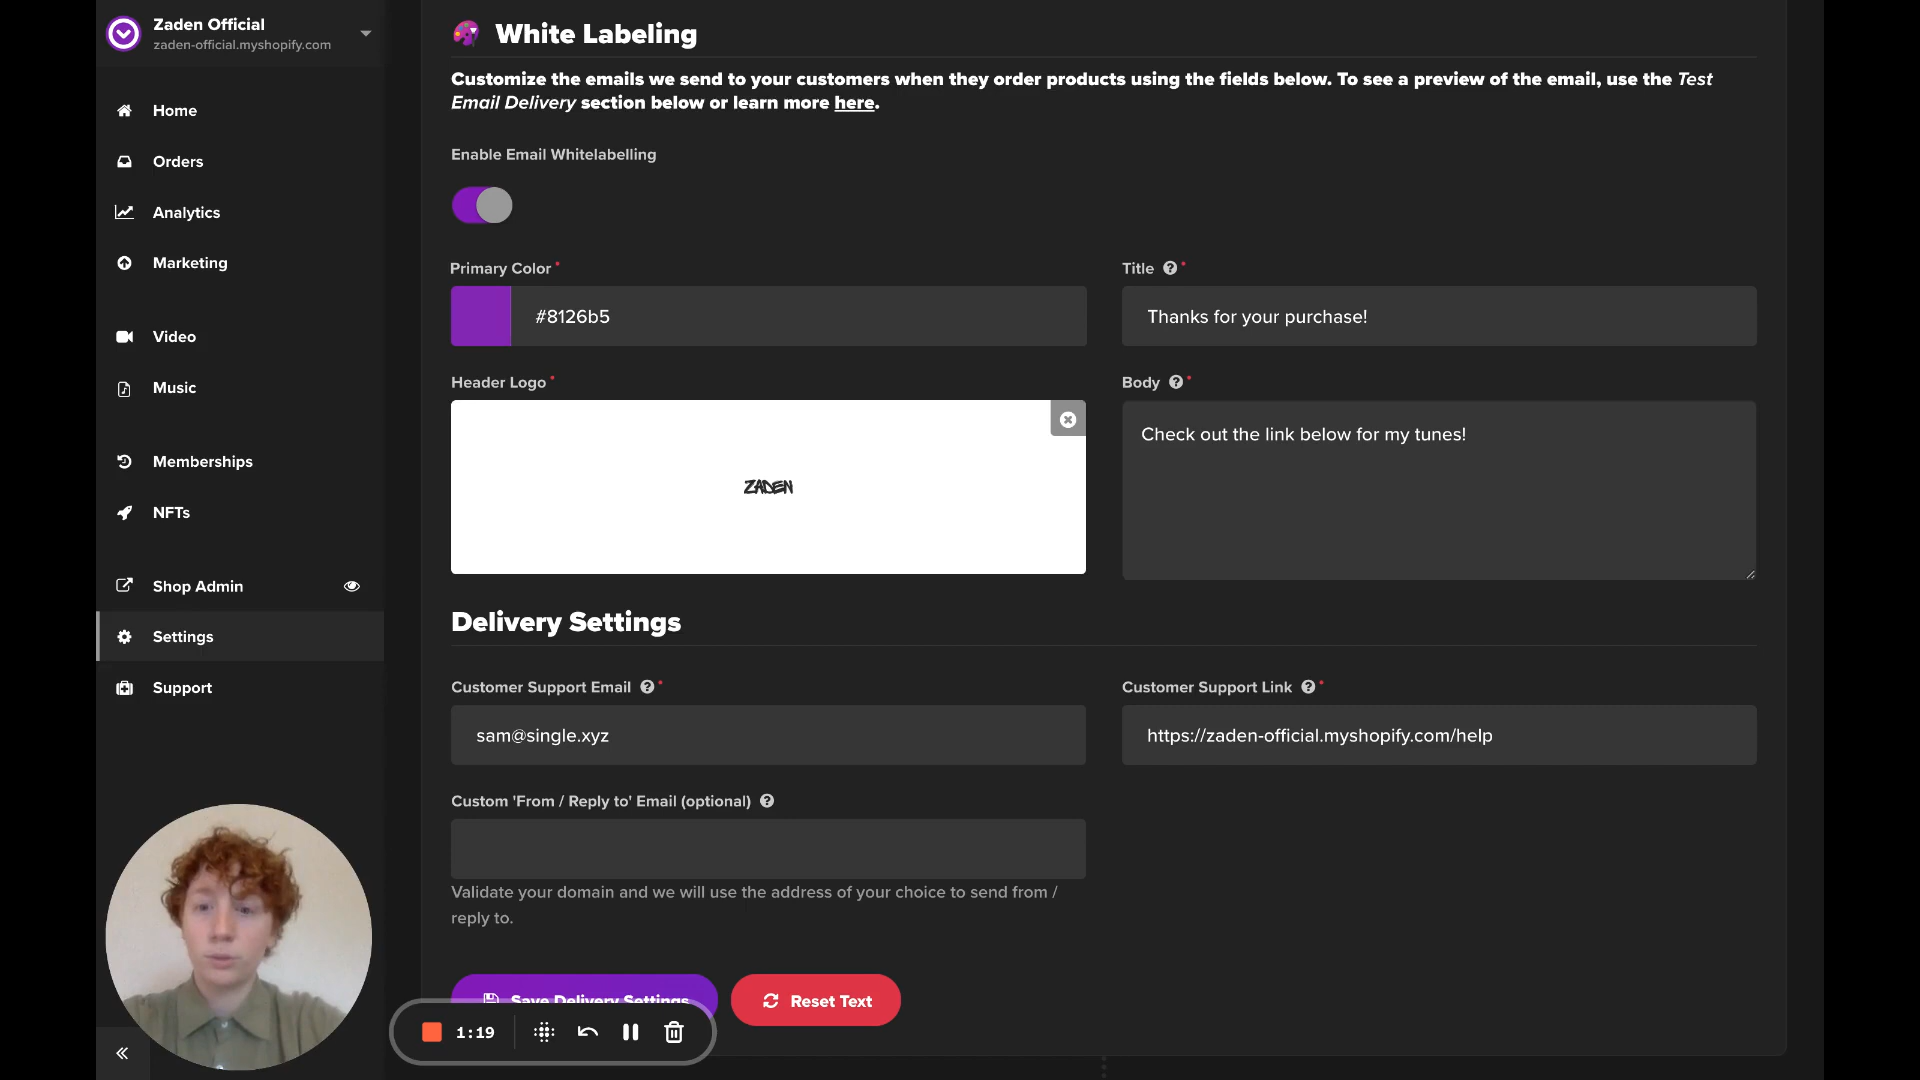 Zaden Official
zaden-official.myshopify.com
Home
Orders
Analytics
Marketing
Video
Music
Memberships
NFTs
Shop Admin
Settings
Support
White Labeling
Customize the emails we send to your customers when they order products using the fields below. To see a preview of the email, use the Test
Email Delivery section below or learn more here.
Enable Email Whitelabelling
Primary Color *
#8126b5
Title *
Thanks for your purchase!
Header Logo *
ZADEN
Body *
Check out the link below for my tunes!
Delivery Settings
Customer Support Email *
sam@single.xyz
Customer Support Link *
https://zaden-official.myshopify.com/help
Custom 'From / Reply to' Email (optional)
Validate your domain and we will use the address of your choice to send from /
reply to.
Save Delivery Settings
Reset Text
1:19